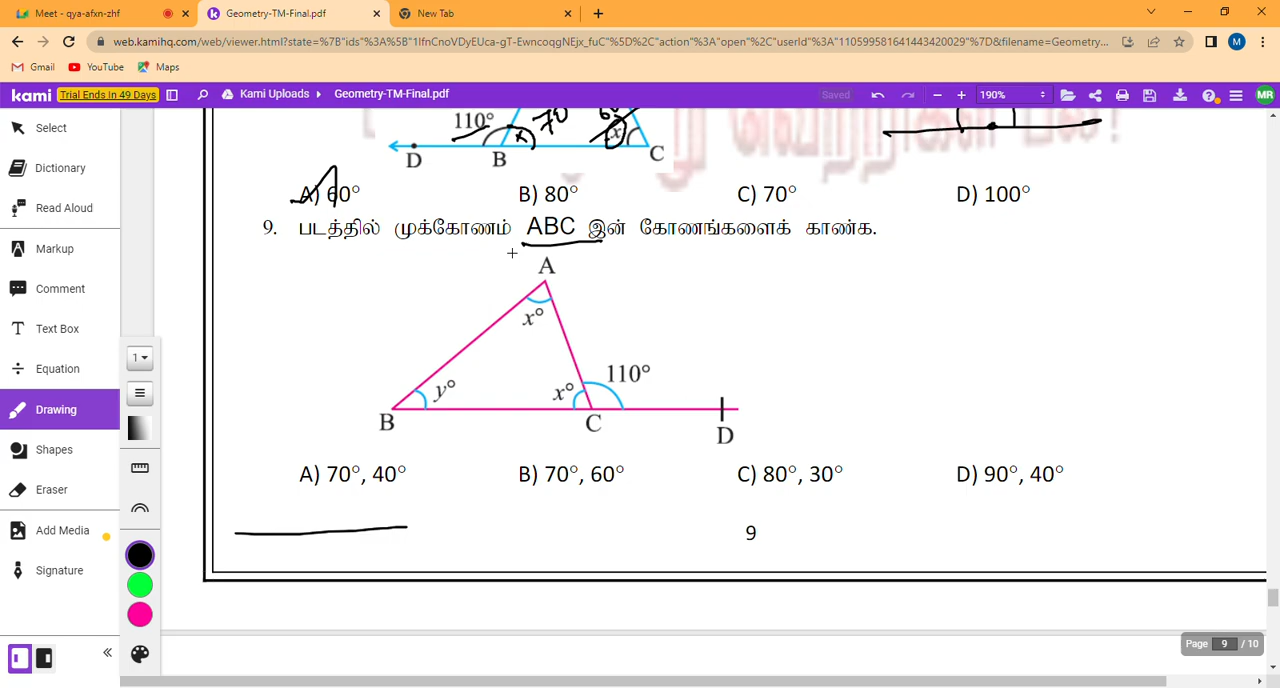 Meet - qya-afxn-zhf
Geometry-TM-Final.pdf
New Tab
web.kamihq.com/web/viewer.html?state=%7B"ids"%3A%5B"1IfnCnoVDyEUca-gT-EwncoqgNEjx_fuC"%5D%2C"action"%3A"open"%2C"userId"%3A"110599581641443420029"%7D&filename=Geometry...
M
Gmail
YouTube
Maps
kami
Trial Ends In 49 Days
Kami Uploads
Geometry-TM-Final.pdf
Saved
190%
MR
Select
Dictionary
Read Aloud
Markup
Comment
Text Box
Equation
Drawing
Shapes
Eraser
Add Media
Signature
1
110° x 70 x
D B C
A) 60° B) 80° C) 70° D) 100°
9. படத்தில் முக்கோணம் ABC இன் கோணங்களைக் காண்க.
A
x°
110°
y° x°
B C D
A) 70°, 40° B) 70°, 60° C) 80°, 30° D) 90°, 40°
9
Page 9 / 10